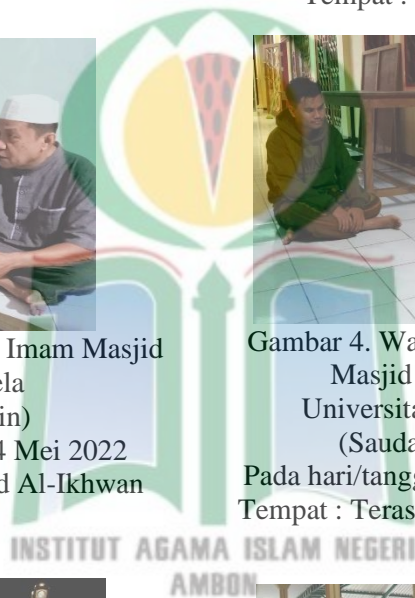 Tempat :
Imam Masjid
ela
in)
4 Mei 2022
d Al-Ikhwan
Gambar 4. Wa
Masjid
Universita
(Sauda
Pada hari/tangg
Tempat : Teras
INSTITUT AGAMA ISLAM NEGERI
AMBON